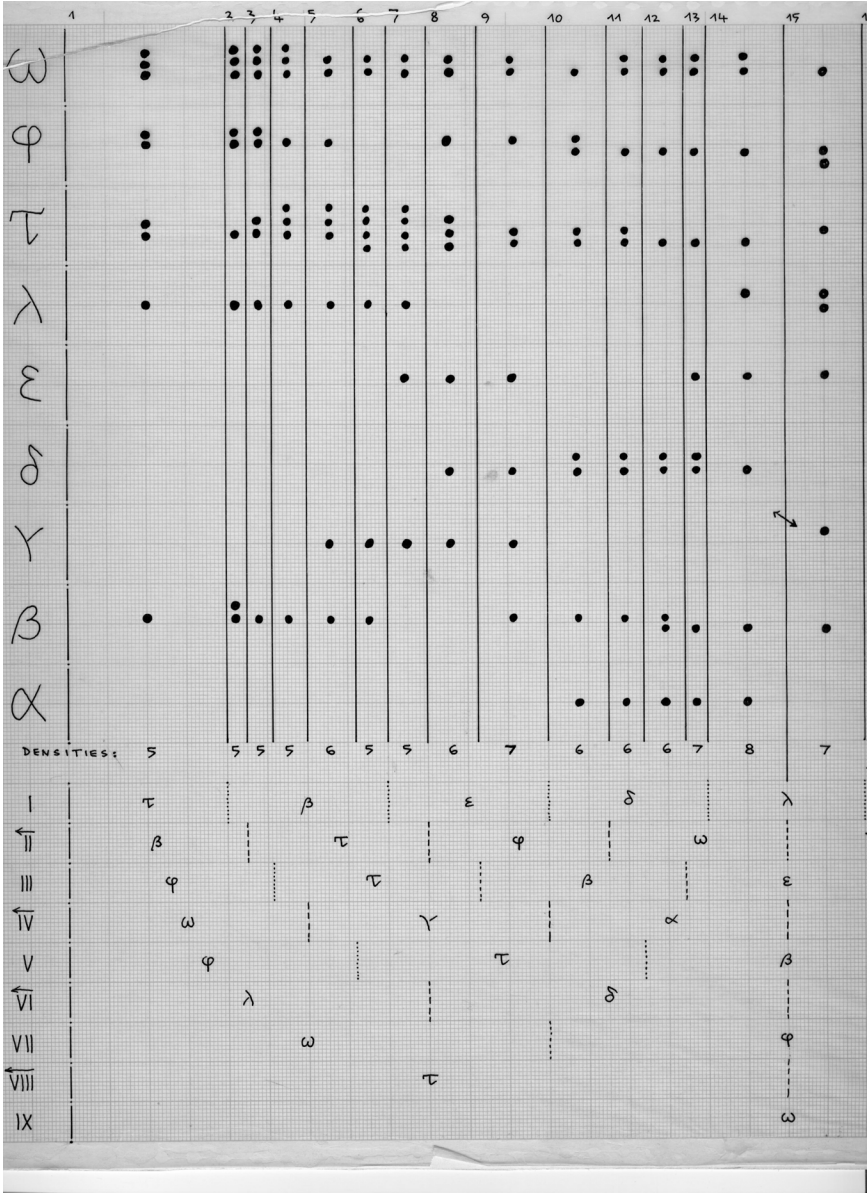 1 2 3 4 5 6 7 8 9 10 11 12 13 14 15
ω
φ
τ
λ
ε
δ
γ
β
α
DENSITIES: 5 5 5 5 6 5 5 6 7 6 6 6 7 8 7
I τ β ε δ λ
II β τ φ ω
III φ τ β ε
IV ω γ α
V φ τ β
VI λ δ
VII ω φ
VIII τ
IX ω